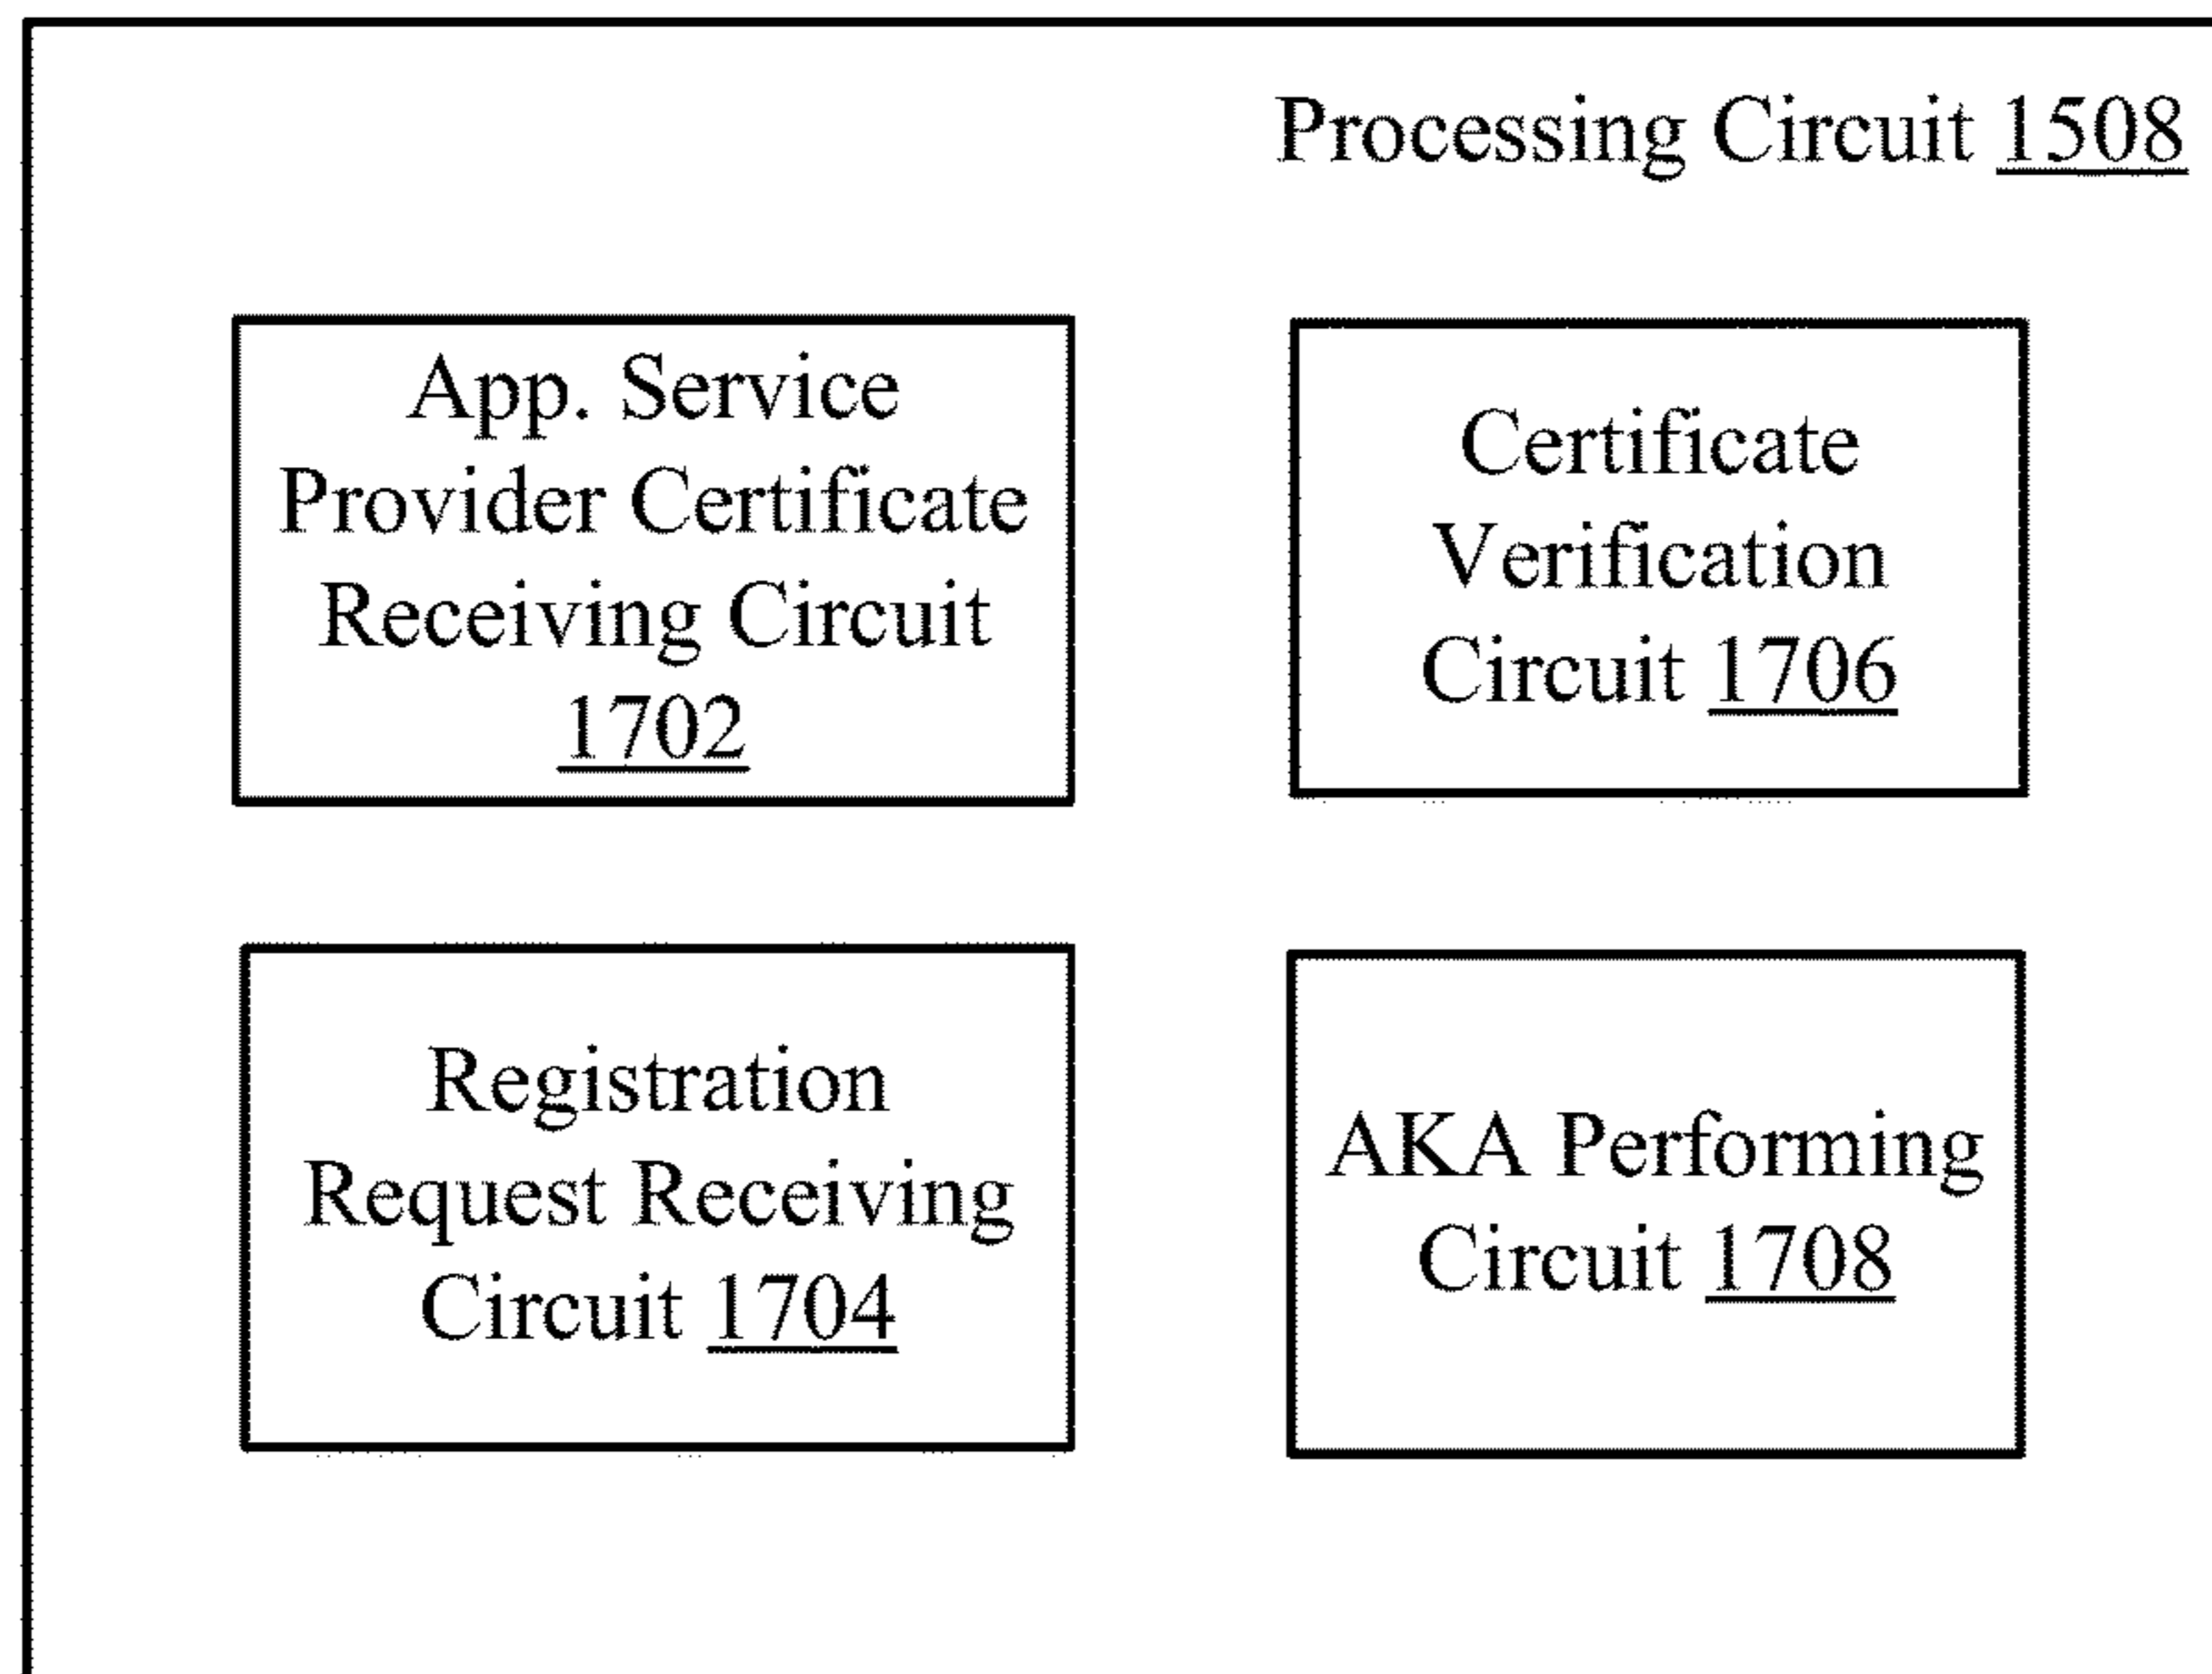 Processing Circuit 1508
App. Service
Provider Certificate
Receiving Circuit
1702
Certificate
Verification
Circuit 1706
Registration
Request Receiving
Circuit 1704
AKA Performing
Circuit 1708